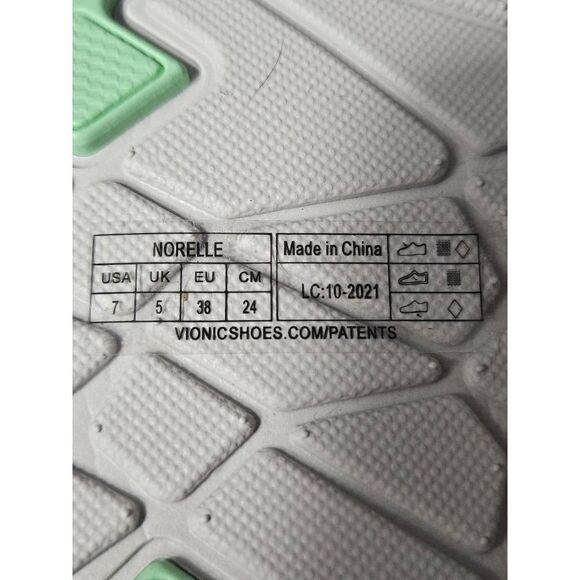 NORELLE
Made in China
USA UK EU CM
7 5 38 24
LC:10-2021
VIONICSHOES.COM/PATENTS